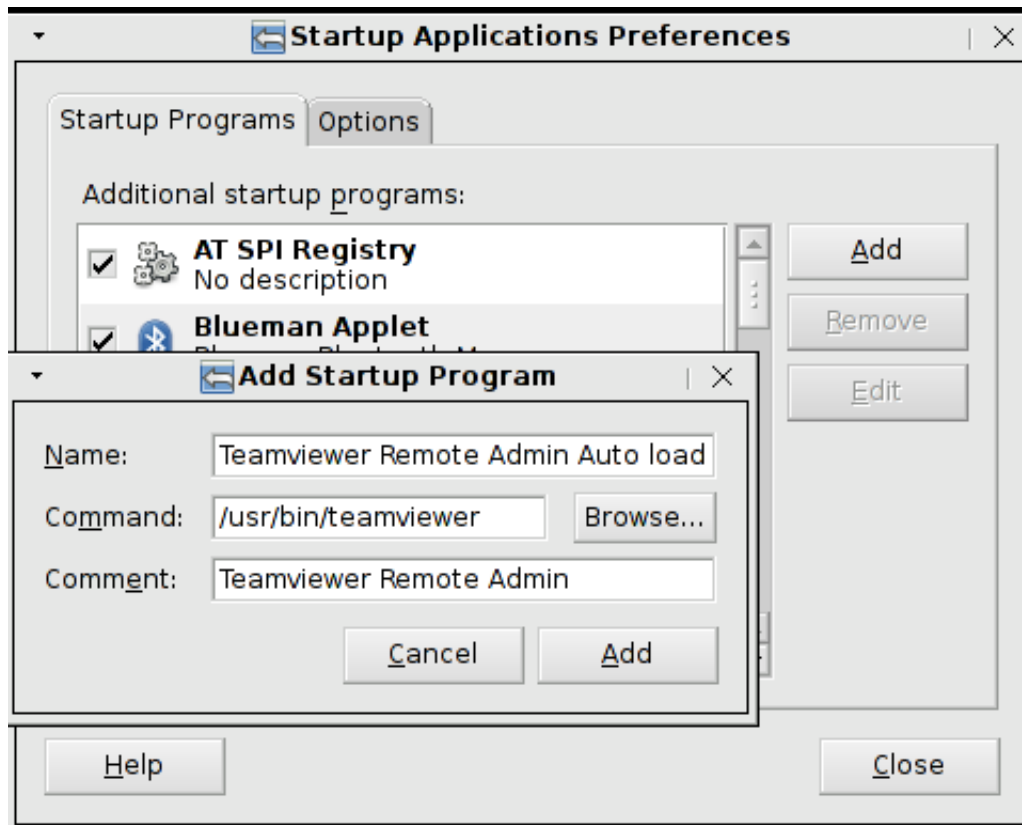 Startup Applications Preferences
Startup Programs
Options
Additional startup programs:
AT SPI Registry
No description
Add
Blueman Applet
Remove
Edit
Add Startup Program
Name:
Teamviewer Remote Admin Auto load
Command:
/usr/bin/teamviewer
Browse...
Comment:
Teamviewer Remote Admin
Cancel
Add
Help
Close